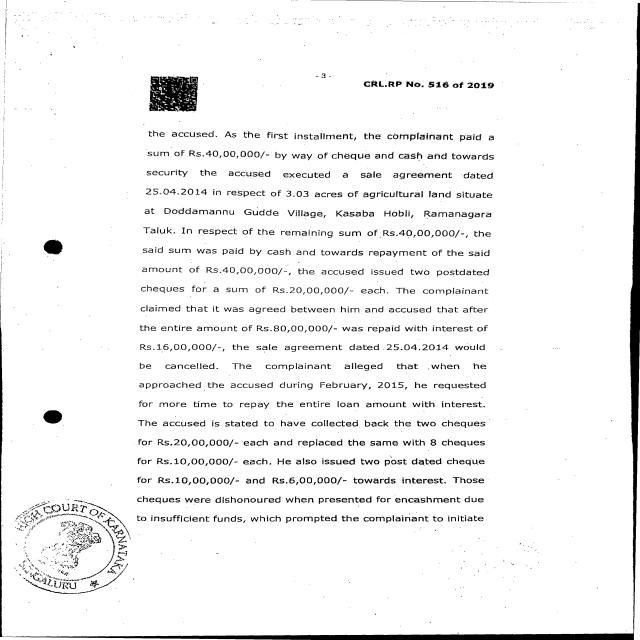 - 3 -
CRL.RP No. 516 of 2019
the accused. As the first installment, the complainant paid a
sum of Rs.40,00,000/- by way of cheque and cash and towards
security the accused executed a sale agreement dated
25.04.2014 in respect of 3.03 acres of agricultural land situate
at Doddamannu Gudde Village, Kasaba Hobli, Ramanagara
Taluk. In respect of the remaining sum of Rs.40,00,000/-, the
said sum was paid by cash and towards repayment of the said
amount of Rs.40,00,000/-, the accused issued two postdated
cheques for a sum of Rs.20,00,000/- each. The complainant
claimed that it was agreed between him and accused that after
the entire amount of Rs.80,00,000/- was repaid with interest of
Rs.16,00,000/-, the sale agreement dated 25.04.2014 would
be cancelled. The complainant alleged that when he
approached the accused during February, 2015, he requested
for more time to repay the entire loan amount with interest.
The accused is stated to have collected back the two cheques
for Rs.20,00,000/- each and replaced the same with 8 cheques
for Rs.10,00,000/- each. He also issued two post dated cheque
for Rs.10,00,000/- and Rs.6,00,000/- towards interest. Those
cheques were dishonoured when presented for encashment due
to insufficient funds, which prompted the complainant to initiate
HIGH COURT OF KARNATAKA